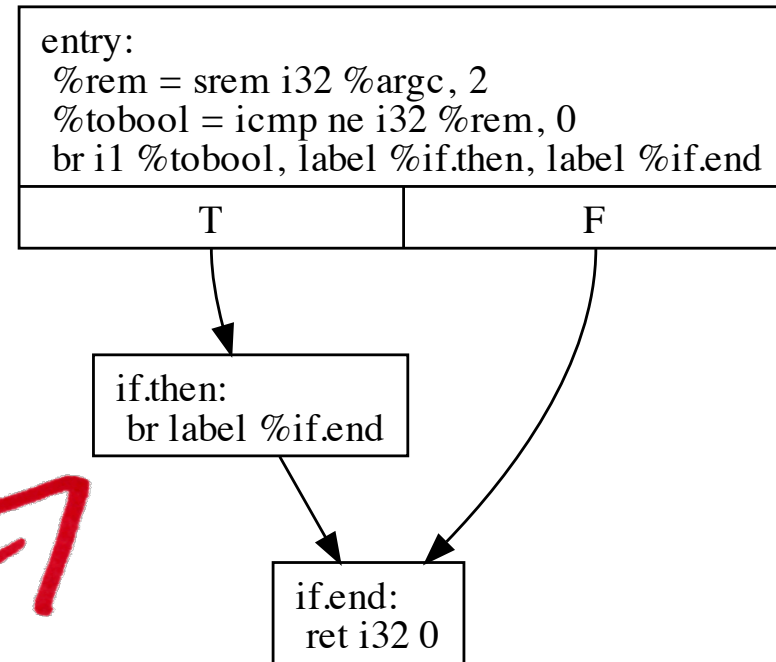 entry:
%rem = srem i32 %argc, 2
%tobool = icmp ne i32 %rem, 0
br i1 %tobool, label %if.then, label %if.end
T
F
if.then:
br label %if.end
if.end:
ret i32 0